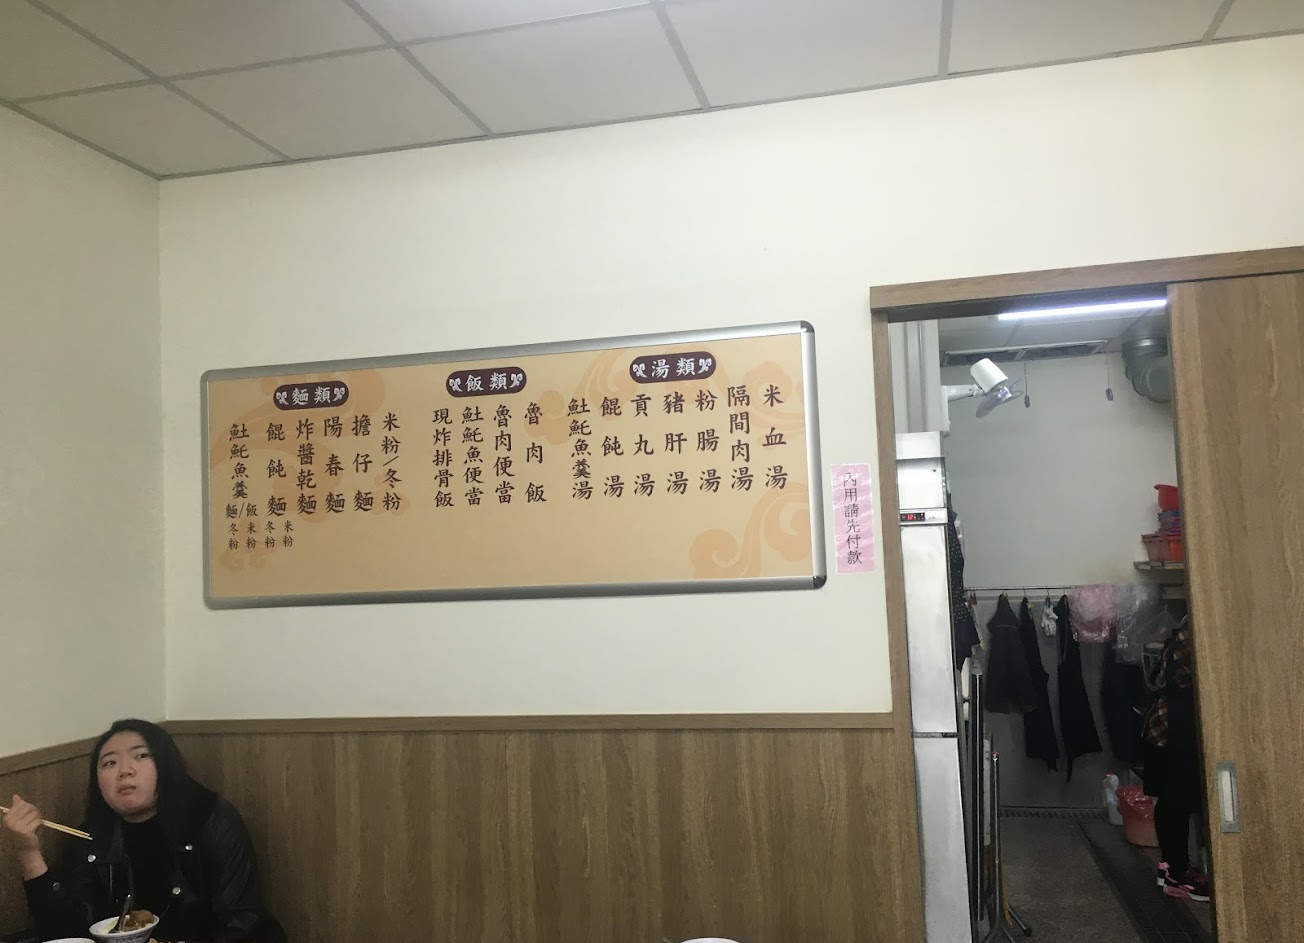 湯類
米血湯
隔間肉湯
粉腸湯
豬肝湯
貢丸湯
餛飩湯
𩵚魠魚羹湯
飯類
魯肉飯
魯肉便當
𩵚魠魚便當
現炸排骨飯
麵類
米粉/冬粉
擔仔麵
陽春麵
炸醬乾麵
餛飩麵
米粉
冬粉
𩵚魠魚羹麵/飯
米粉
冬粉
內用請先付款